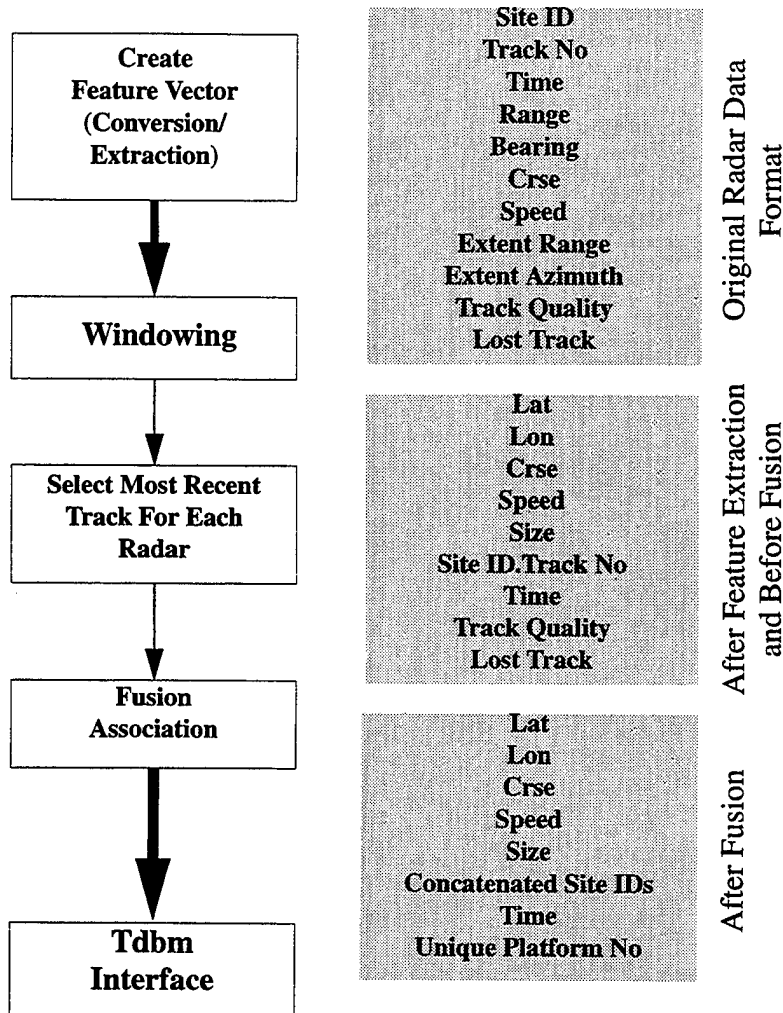 Create
Feature Vector
(Conversion/
Extraction)
Windowing
Select Most Recent
Track For Each
Radar
Fusion
Association
Tdbm
Interface
Site ID
Track No
Time
Range
Bearing
Crse
Speed
Extent Range
Extent Azimuth
Track Quality
Lost Track
Original Radar Data
Format
Lat
Lon
Crse
Speed
Size
Site ID.Track No
Time
Track Quality
Lost Track
After Feature Extraction
and Before Fusion
Lat
Lon
Crse
Speed
Size
Concatenated Site IDs
Time
Unique Platform No
After Fusion